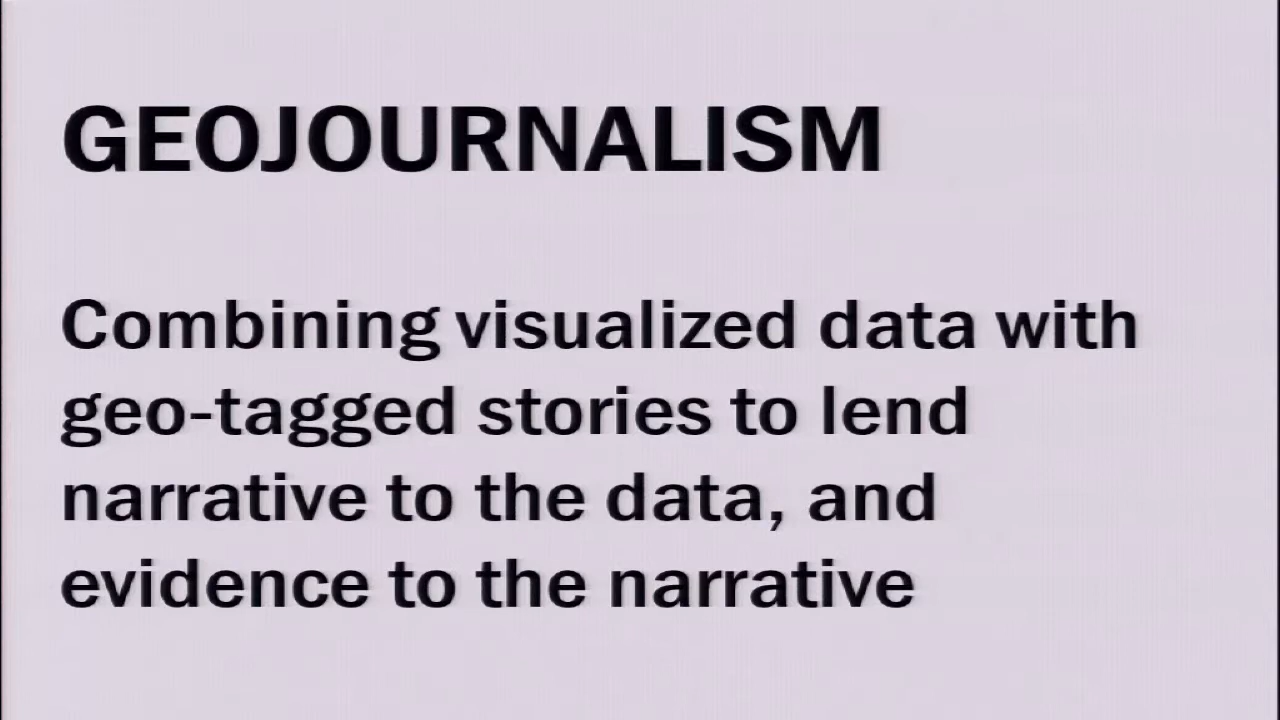 GEOJOURNALISM
Combining visualized data with
geo-tagged stories to lend
narrative to the data, and
evidence to the narrative